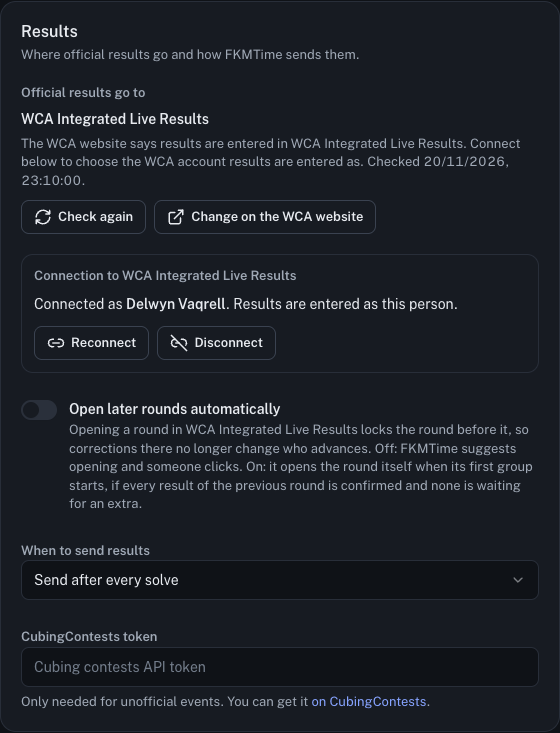 Results
Where official results go and how FKMTime sends them.
Official results go to
WCA Integrated Live Results
The WCA website says results are entered in WCA Integrated Live Results. Connect
below to choose the WCA account results are entered as. Checked 20/11/2026,
23:10:00.
Check again
Change on the WCA website
Connection to WCA Integrated Live Results
Connected as Delwyn Vaqrell. Results are entered as this person.
Reconnect
Disconnect
Open later rounds automatically
Opening a round in WCA Integrated Live Results locks the round before it, so
corrections there no longer change who advances. Off: FKMTime suggests
opening and someone clicks. On: it opens the round itself when its first group
starts, if every result of the previous round is confirmed and none is waiting
for an extra.
When to send results
Send after every solve
CubingContests token
Cubing contests API token
Only needed for unofficial events. You can get it on CubingContests.